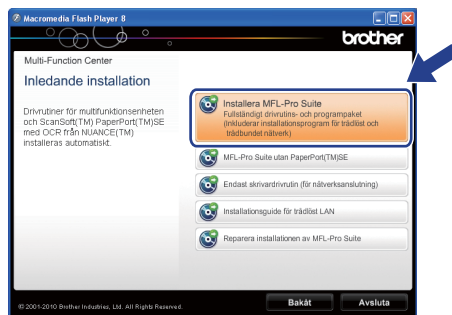 Macromedia Flash Player 8
brother
Multi-Function Center
Inledande installation
Drivrutiner för multifunktionsenheten
och ScanSoft(TM) PaperPort(TM)SE
med OCR från NUANCE(TM)
installeras automatiskt.
Installera MFL-Pro Suite
Fullständigt drivrutins- och programpaket
(Inkluderar installationsprogram för trådlöst och
trådbundet nätverk)
MFL-Pro Suite utan PaperPort(TM)SE
Endast skrivardrivrutin (för nätverksanslutning)
Installationsguide för trådlöst LAN
Reparera installationen av MFL-Pro Suite
© 2001-2010 Brother Industries, Ltd. All Rights Reserved.
Bakåt
Avsluta